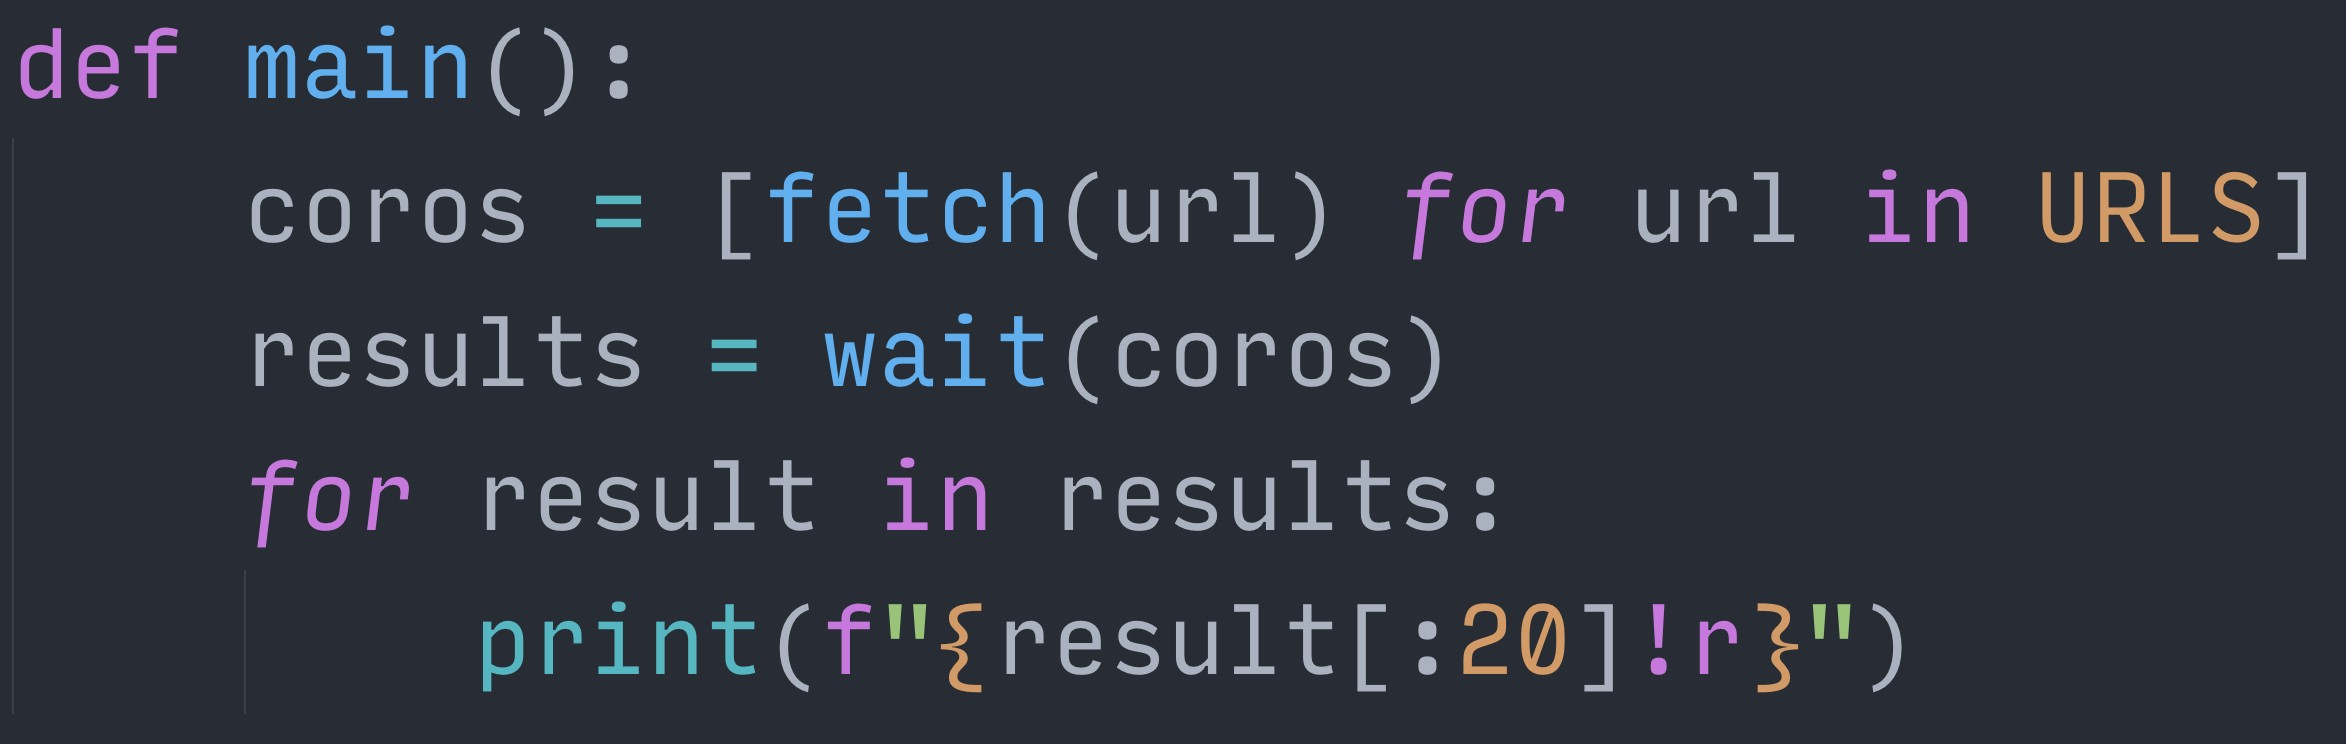 def main():
    coros = [fetch(url) for url in URLS]
    results = wait(coros)
    for result in results:
        print(f"{result[:20]!r}")